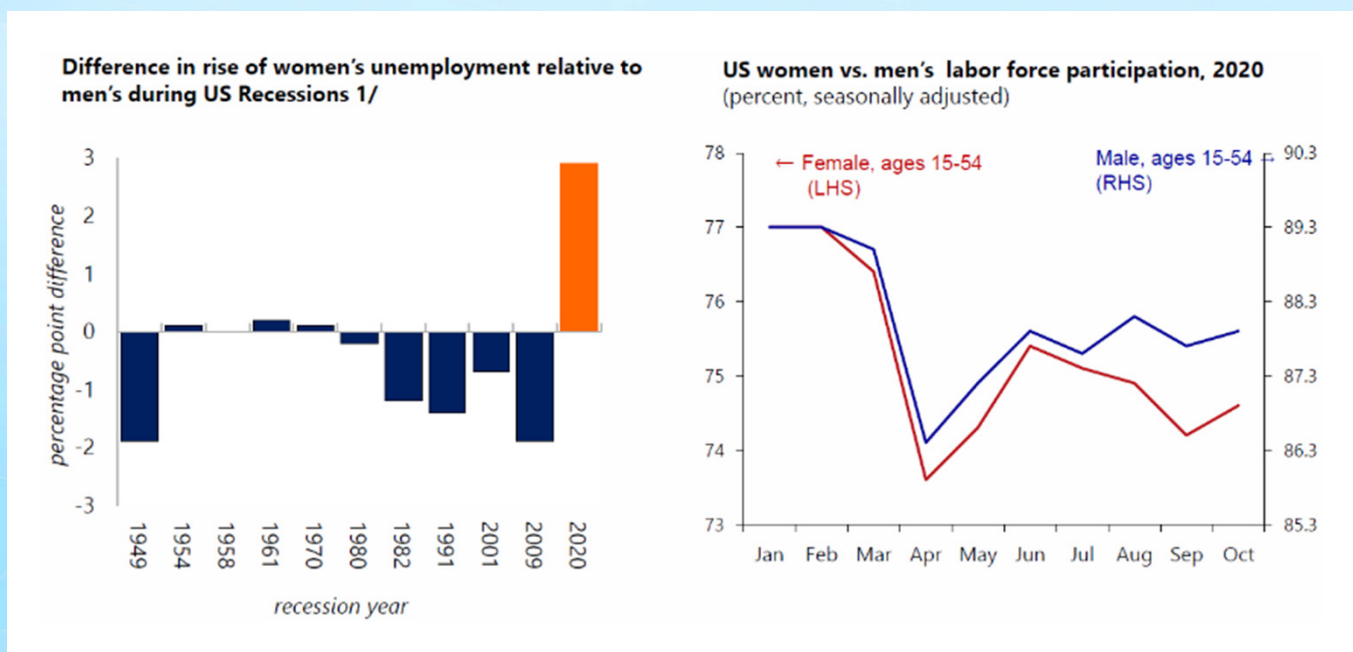 Difference in rise of women's unemployment relative to
men's during US Recessions 1/
percentage point difference
3
2
1
0
-1
-2
-3
1949
1954
1958
1961
1970
1980
1982
1991
2001
2009
2020
recession year
US women vs. men's labor force participation, 2020
(percent, seasonally adjusted)
← Female, ages 15-54
(LHS)
Male, ages 15-54 →
(RHS)
78
77
76
75
74
73
90.3
89.3
88.3
87.3
86.3
85.3
Jan Feb Mar Apr May Jun Jul Aug Sep Oct